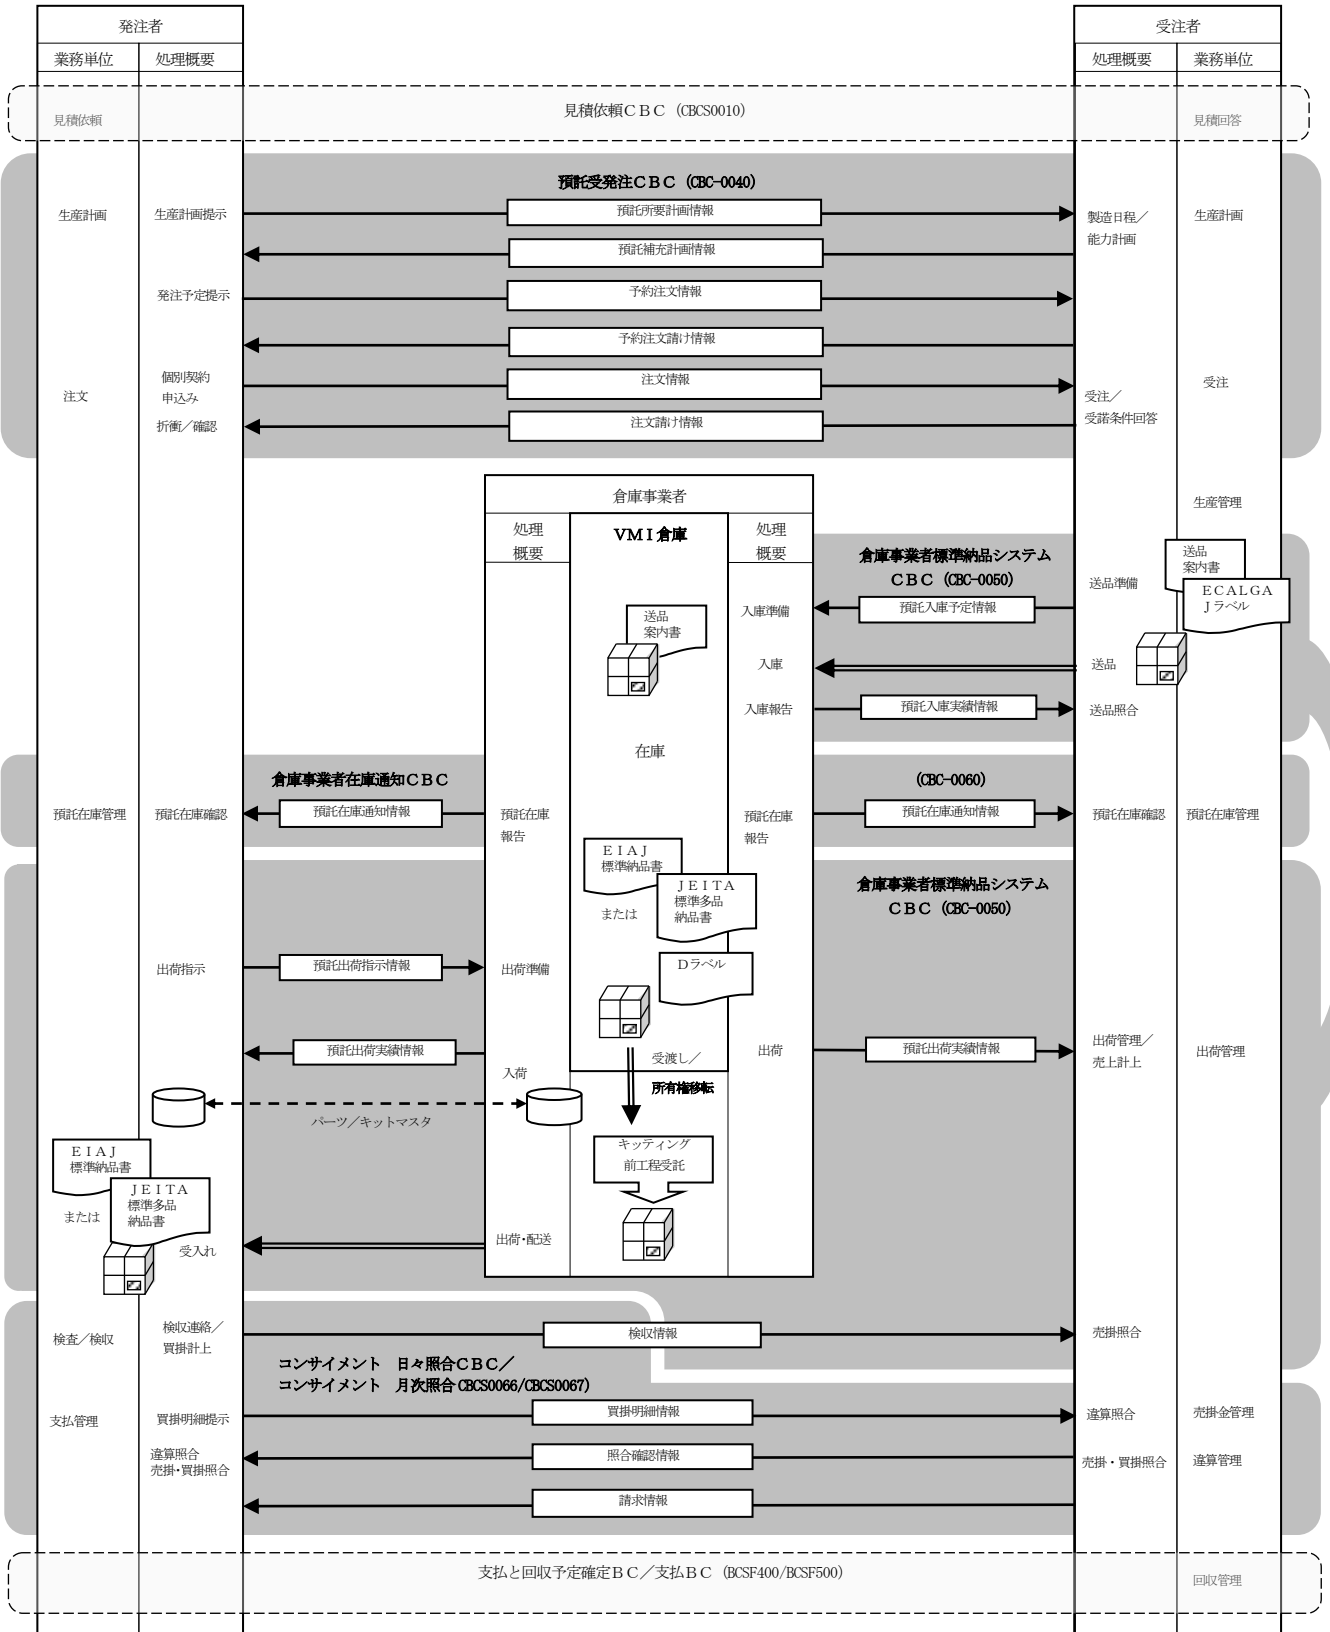 発注者
受注者
業務単位
処理概要
処理概要
業務単位
見積依頼
見積依頼ＣＢＣ (CBCS0010)
見積回答
預託受発注ＣＢＣ (CBC-0040)
生産計画
生産計画提示
預託所要計画情報
製造日程／
能力計画
生産計画
預託補充計画情報
発注予定提示
予約注文情報
予約注文請け情報
注文
個別契約
申込み
注文情報
受注／
受諾条件回答
受注
折衝／確認
注文請け情報
生産管理
倉庫事業者
処理
概要
ＶＭＩ倉庫
処理
概要
倉庫事業者標準納品システム
ＣＢＣ (CBC-0050)
送品準備
送品
案内書
ＥＣＡＬＧＡ
Ｊラベル
送品
案内書
入庫準備
預託入庫予定情報
入庫
送品
入庫報告
預託入庫実績情報
送品照合
在庫
倉庫事業者在庫通知ＣＢＣ
(CBC-0060)
預託在庫管理
預託在庫確認
預託在庫通知情報
預託在庫
報告
預託在庫
報告
預託在庫通知情報
預託在庫確認
預託在庫管理
ＥＩＡＪ
標準納品書
または
ＪＥＩＴＡ
標準多品
納品書
倉庫事業者標準納品システム
ＣＢＣ (CBC-0050)
出荷指示
預託出荷指示情報
出荷準備
Ｄラベル
預託出荷実績情報
受渡し／
所有権移転
出荷
預託出荷実績情報
出荷管理／
売上計上
出荷管理
入荷
パーツ／キットマスタ
キッティング
前工程受託
ＥＩＡＪ
標準納品書
または
ＪＥＩＴＡ
標準多品
納品書
受入れ
出荷・配送
検査／検収
検収連絡／
買掛計上
検収情報
売掛照合
コンサイメント　日々照合ＣＢＣ／
コンサイメント　月次照合 CBCS0066/CBCS0067)
支払管理
買掛明細提示
買掛明細情報
違算照合
売掛金管理
違算照合
売掛・買掛照合
照合確認情報
売掛・買掛照合
違算管理
請求情報
支払と回収予定確定ＢＣ／支払ＢＣ (BCSF400/BCSF500)
回収管理